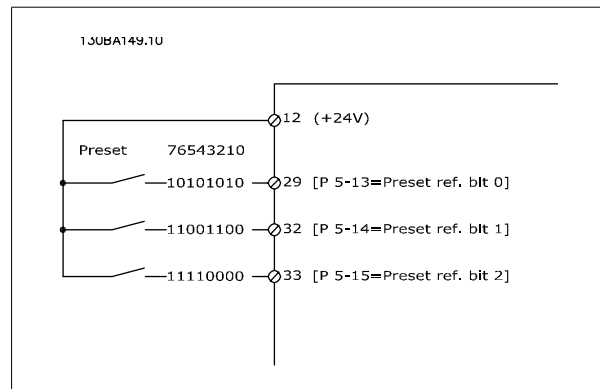 130BA149.10
12 (+24V)
Preset 76543210
10101010 29 [P 5-13=Preset ref. bit 0]
11001100 32 [P 5-14=Preset ref. bit 1]
11110000 33 [P 5-15=Preset ref. bit 2]